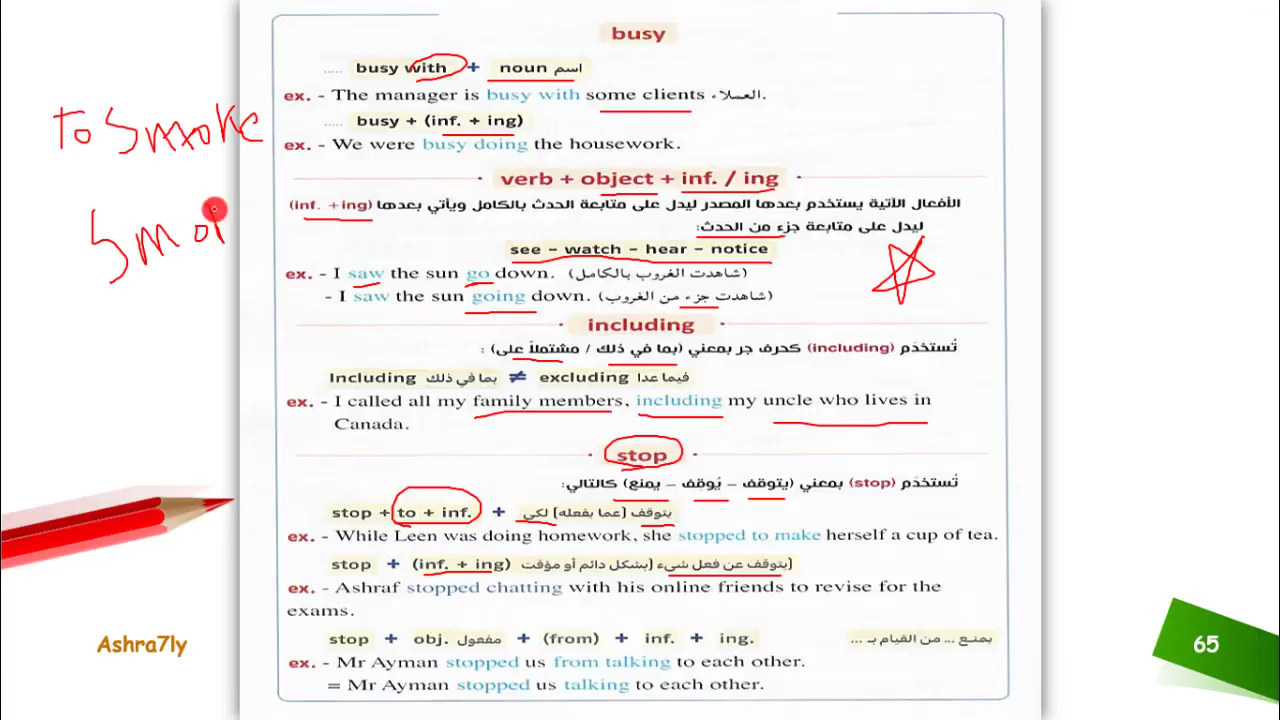 busy
..... busy with + noun اسم
ex. - The manager is busy with some clients العملاء.
..... busy + (inf. + ing)
ex. - We were busy doing the housework.
verb + object + inf. / ing
الأفعال الآتية يستخدم بعدها المصدر ليدل على متابعة الحدث بالكامل ويأتي بعدها (inf. +ing)
ليدل على متابعة جزء من الحدث:
see – watch – hear – notice
ex. - I saw the sun go down. (شاهدت الغروب بالكامل)
- I saw the sun going down. (شاهدت جزء من الغروب)
including
تُستخدَم (including) كحرف جر بمعني (بما في ذلك / مشتملاً على) :
Including بما في ذلك ≠ excluding فيما عدا
ex. - I called all my family members, including my uncle who lives in
Canada.
stop
تُستخدَم (stop) بمعني (يتوقف – يُوقِف – يمنع) كالتالي:
stop + to + inf. + يتوقف [عما يفعله] لكي
ex. - While Leen was doing homework, she stopped to make herself a cup of tea.
stop + (inf. + ing) يتوقف عن فعل شيء [بشكل دائم أو مؤقت]
ex. - Ashraf stopped chatting with his online friends to revise for the
exams.
stop + obj. مفعول + (from) + inf. + ing. يمنع ... من القيام بـ ...
ex. - Mr Ayman stopped us from talking to each other.
= Mr Ayman stopped us talking to each other.
to Smoke
Smo
Ashra7ly
65